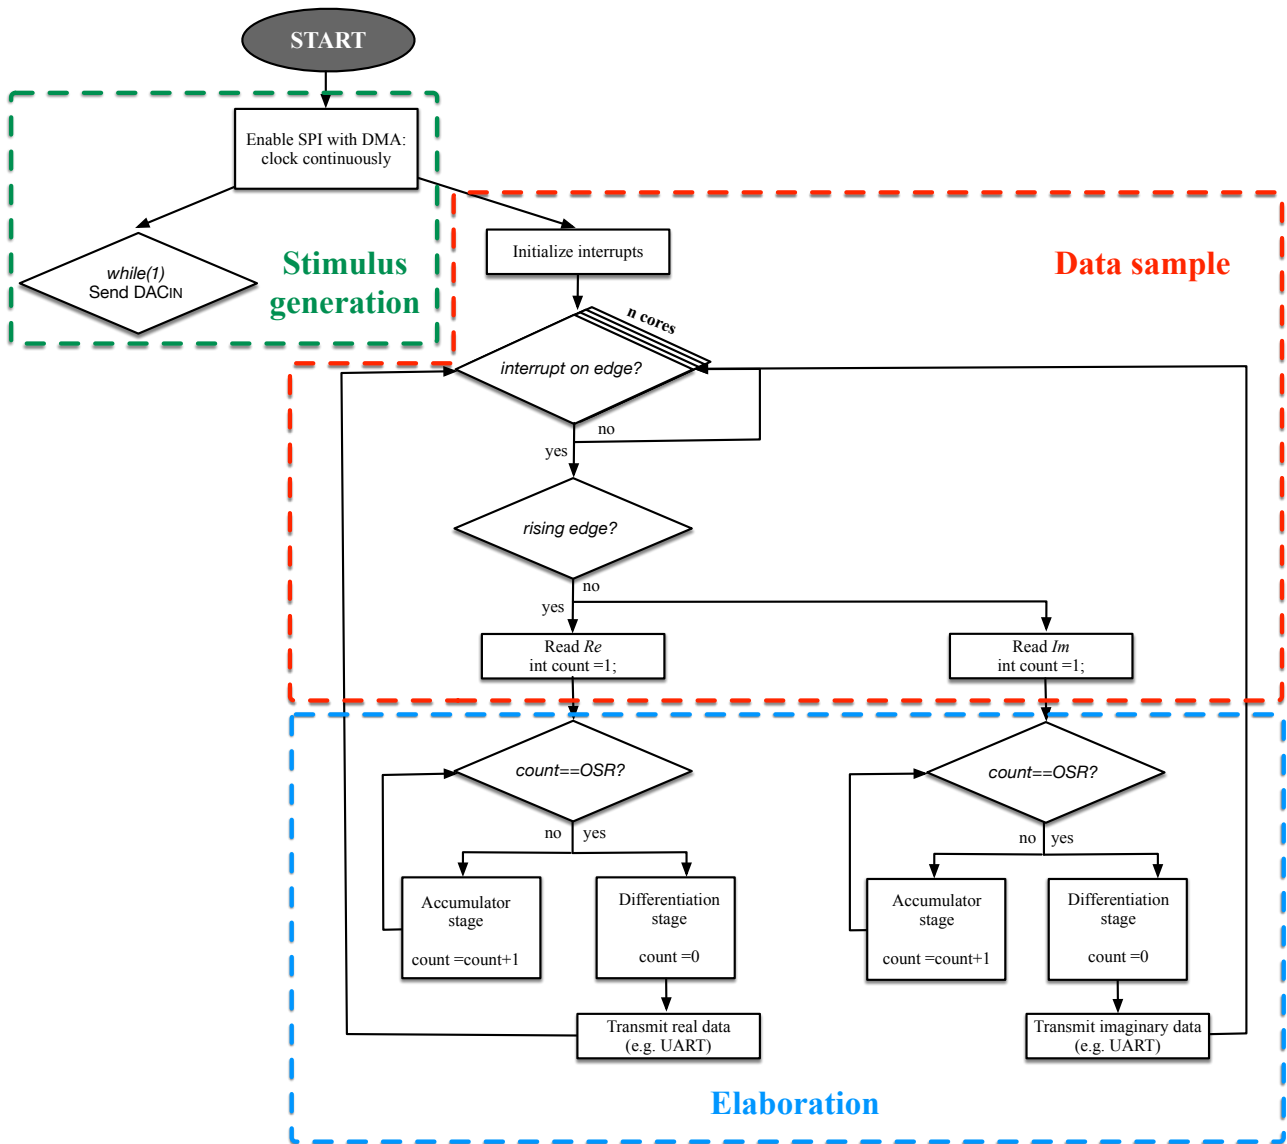 START
Enable SPI with DMA:
clock continuously
while(1)
Send DACIN
Stimulus
generation
Initialize interrupts
Data sample
n cores
interrupt on edge?
no
yes
rising edge?
no
yes
Read Re
int count =1;
Read Im
int count =1;
count==OSR?
no
yes
Accumulator
stage
count =count+1
Differentiation
stage
count =0
Transmit real data
(e.g. UART)
count==OSR?
no
yes
Accumulator
stage
count =count+1
Differentiation
stage
count =0
Transmit imaginary data
(e.g. UART)
Elaboration